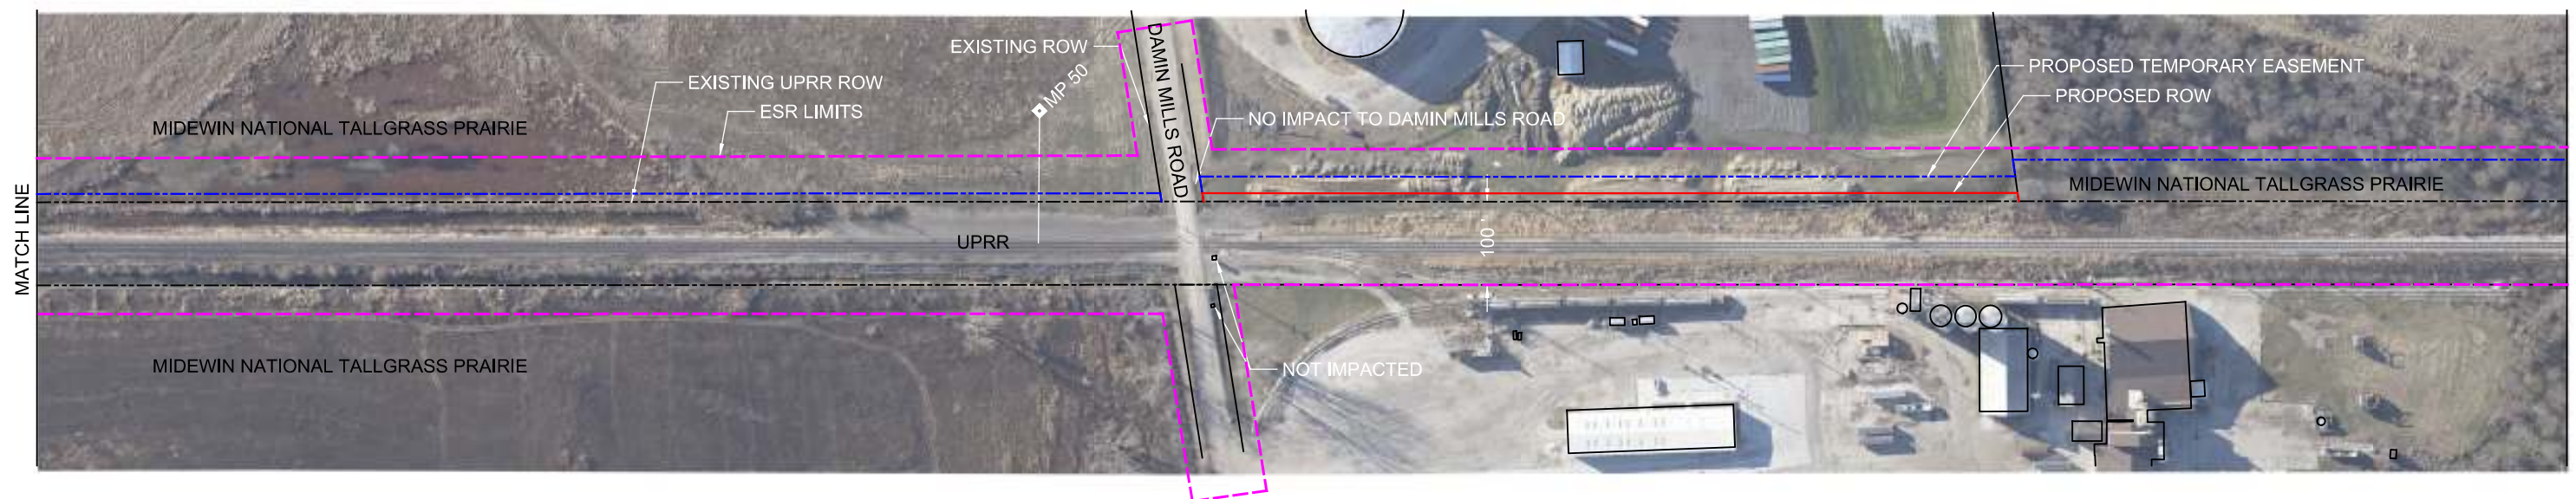 EXISTING ROW
DAMIN MILLS ROAD
EXISTING UPRR ROW
MP 50
ESR LIMITS
PROPOSED TEMPORARY EASEMENT
PROPOSED ROW
NO IMPACT TO DAMIN MILLS ROAD
MIDEWIN NATIONAL TALLGRASS PRAIRIE
MIDEWIN NATIONAL TALLGRASS PRAIRIE
MATCH LINE
UPRR
100'
MIDEWIN NATIONAL TALLGRASS PRAIRIE
NOT IMPACTED